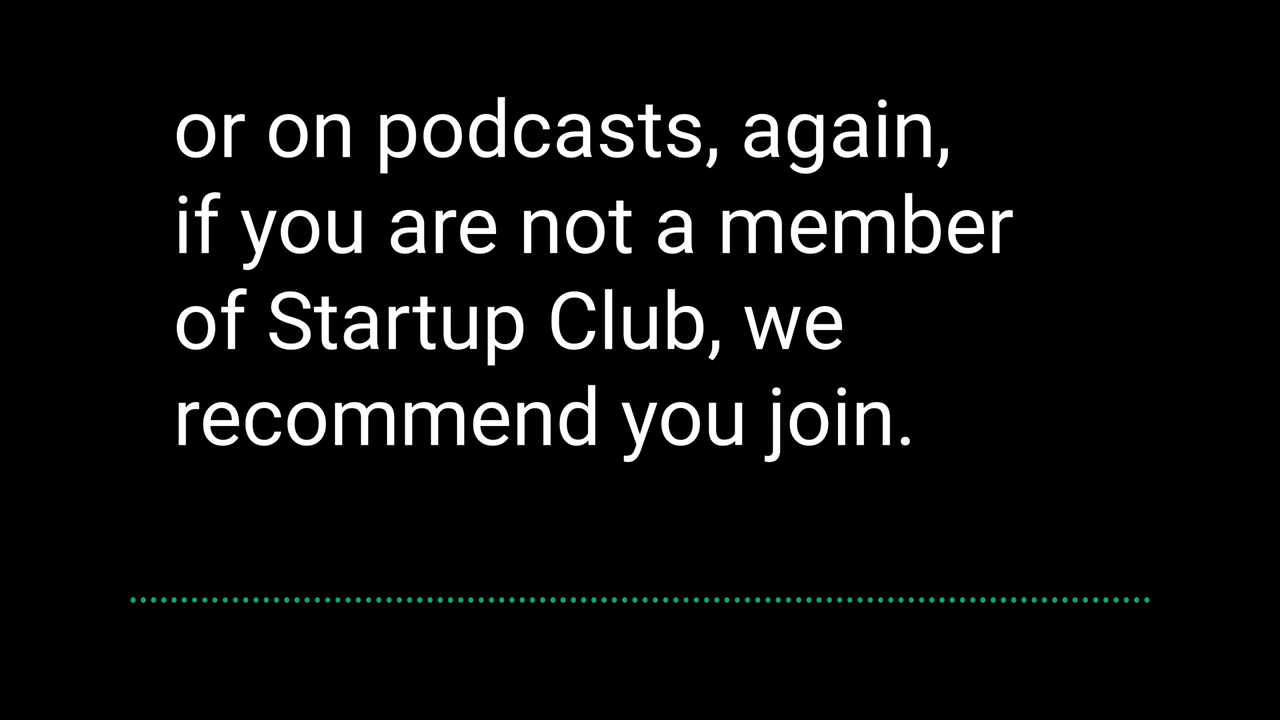 or on podcasts, again,
if you are not a member
of Startup Club, we
recommend you join.